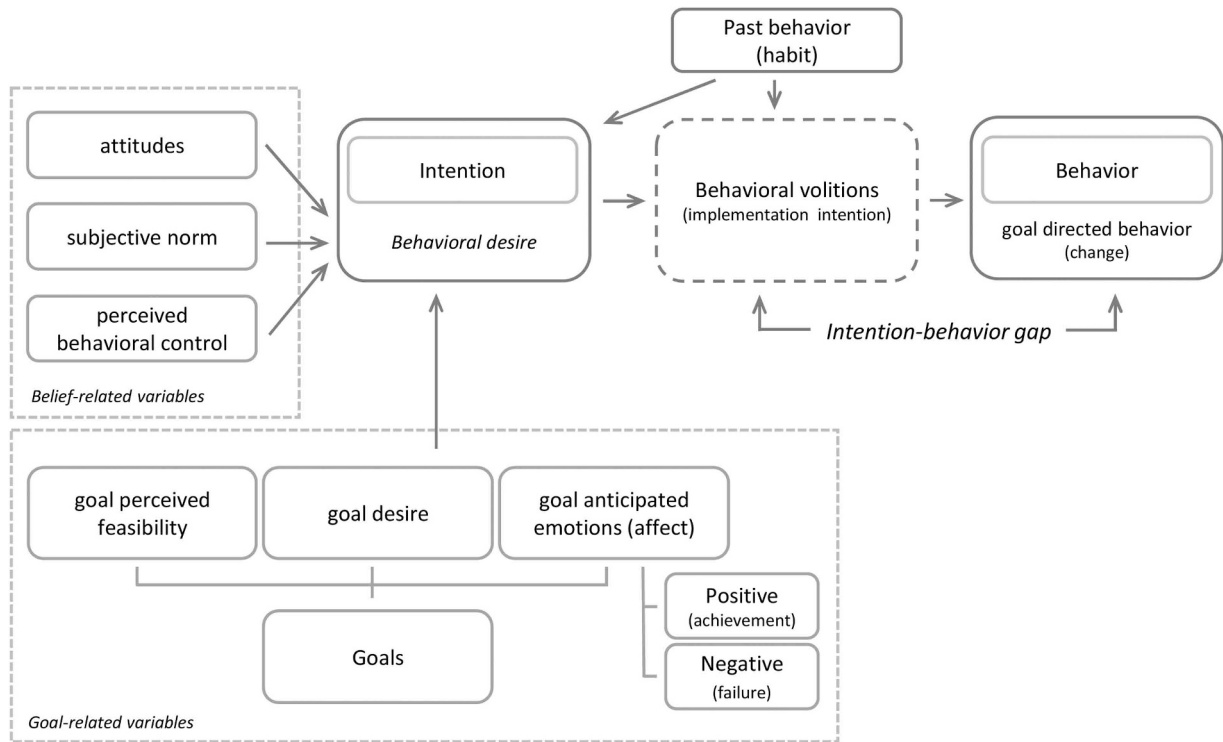 Past behavior
(habit)
attitudes
subjective norm
perceived
behavioral control
Belief-related variables
Intention
Behavioral desire
Behavioral volitions
(implementation intention)
Behavior
goal directed behavior
(change)
Intention-behavior gap
goal perceived
feasibility
goal desire
goal anticipated
emotions (affect)
Positive
(achievement)
Negative
(failure)
Goals
Goal-related variables